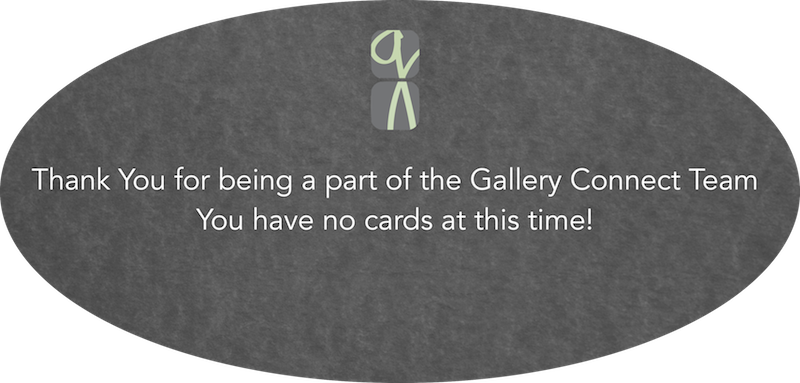 Thank You for being a part of the Gallery Connect Team
You have no cards at this time!